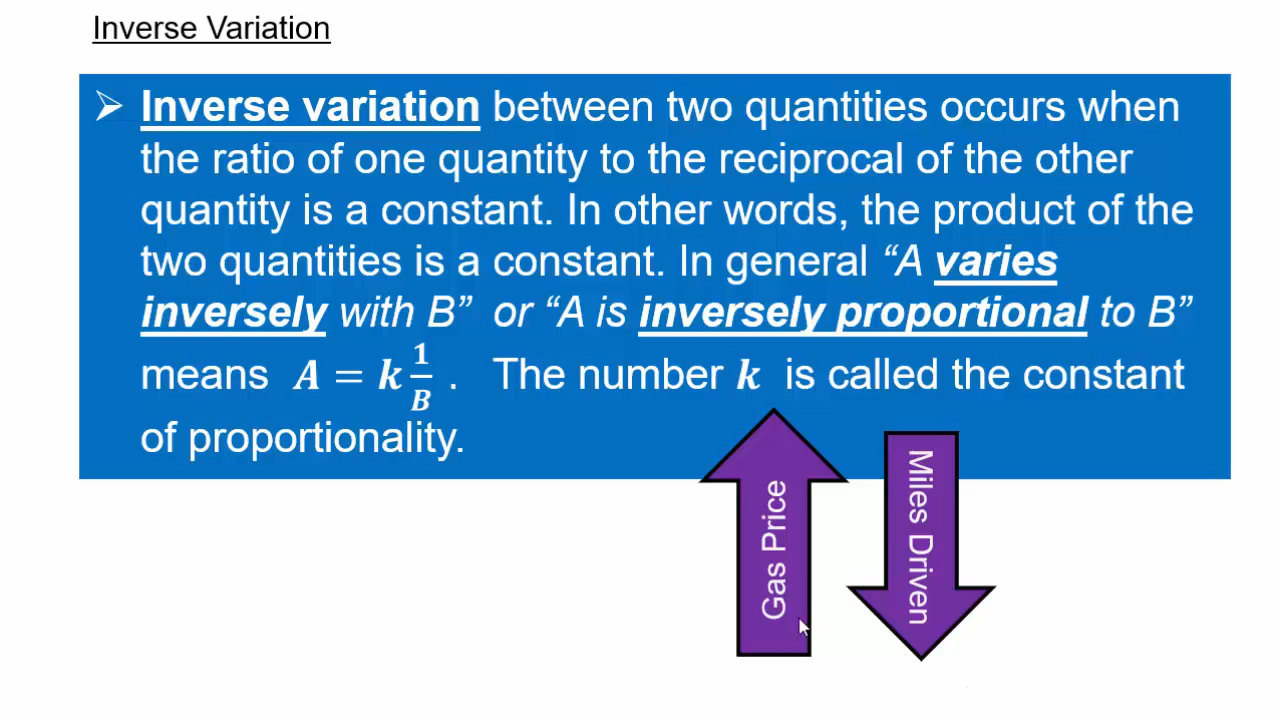 Inverse Variation
➢ Inverse variation between two quantities occurs when
the ratio of one quantity to the reciprocal of the other
quantity is a constant. In other words, the product of the
two quantities is a constant. In general “A varies
inversely with B” or “A is inversely proportional to B”
means A = k 1/B . The number k is called the constant
of proportionality.
Gas Price
Miles Driven